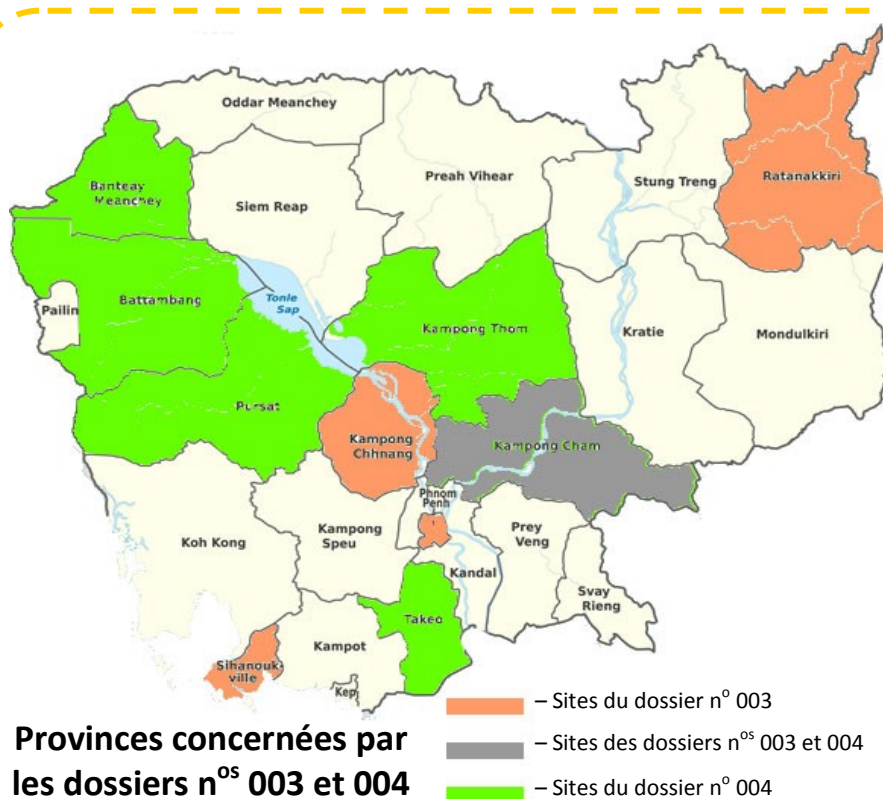 Oddar Meanchey
Banteay
Meanchey
Siem Reap
Preah Vihear
Stung Treng
Ratanakkiri
Pailin
Battambang
Tonle
Sap
Kampong Thom
Kratie
Mondulkiri
Pursat
Kampong
Chhnang
Kampong Cham
Phnom
Penh
Koh Kong
Kampong
Speu
Prey
Veng
Kandal
Svay
Rieng
Takeo
Kampot
Sihanouk-
ville
Kep
– Sites du dossier nº 003
– Sites des dossiers nºˢ 003 et 004
– Sites du dossier nº 004
Provinces concernées par
les dossiers nºˢ 003 et 004